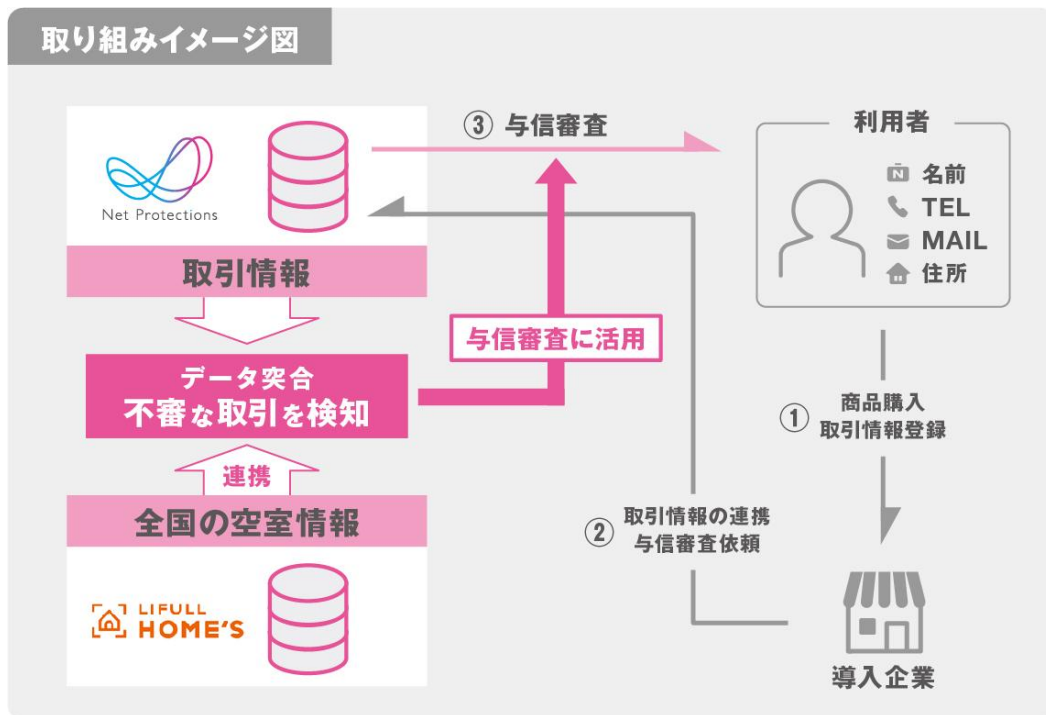 取り組みイメージ図
Net Protections
取引情報
データ突合
不審な取引を検知
連携
全国の空室情報
LIFULL
HOME'S
③ 与信審査
与信審査に活用
利用者
N 名前
TEL
MAIL
住所
① 商品購入
取引情報登録
② 取引情報の連携
与信審査依頼
導入企業